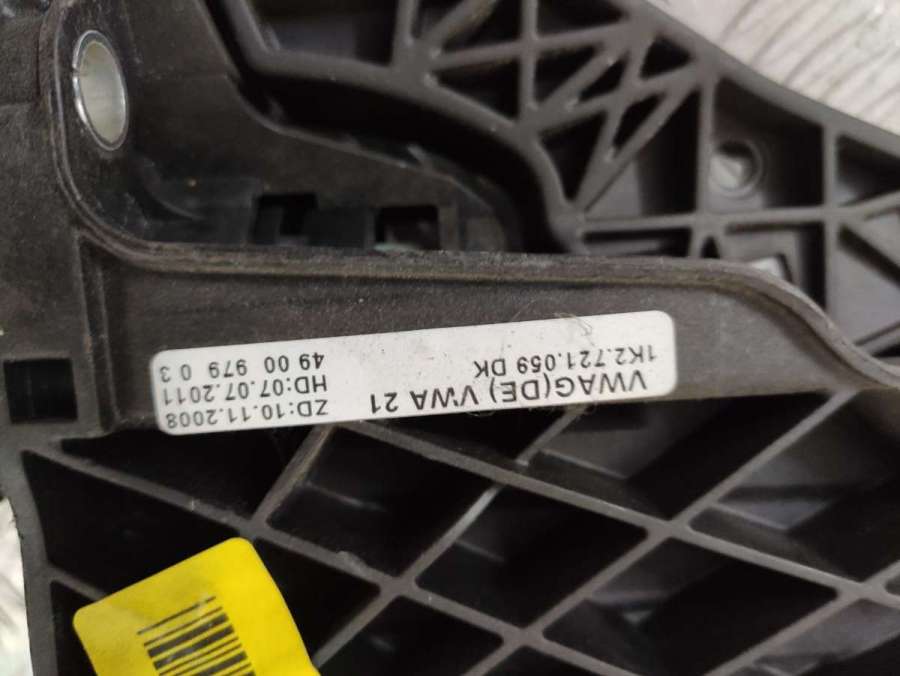 VWAG(DE) VWA 21
1K2.721.059 DK
ZD:10.11.2008
HD:07.07.2011
49 00 979 0 3